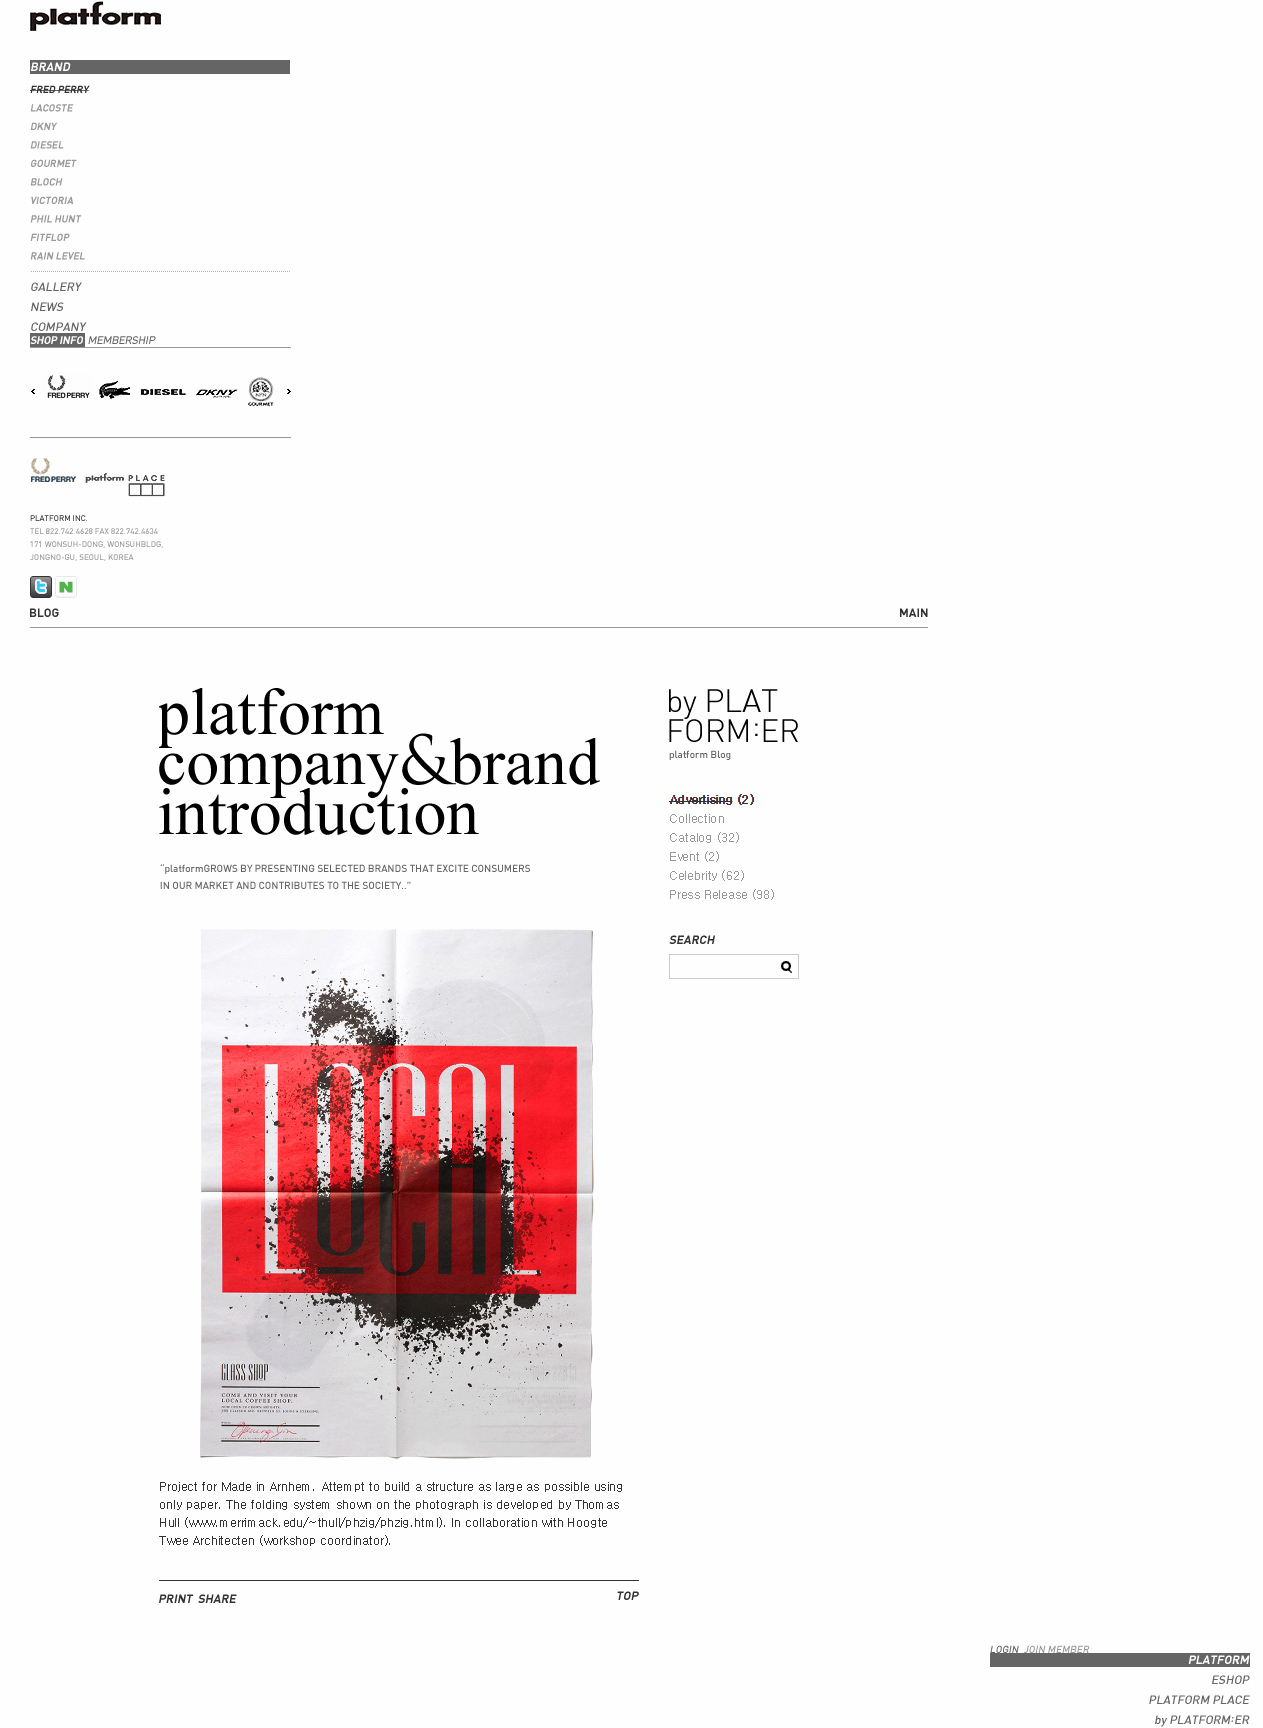 platform
BRAND
FRED PERRY
LACOSTE
DKNY
DIESEL
GOURMET
BLOCH
VICTORIA
PHIL HUNT
FITFLOP
RAIN LEVEL
GALLERY
NEWS
COMPANY
SHOP INFO MEMBERSHIP
FRED PERRY DIESEL DKNY GOURMET
FRED PERRY platform PLACE
PLATFORM INC.
TEL 822.742.4628 FAX 822.742.4634
171 WONSUH-DONG, WONSUHBLDG,
JONGNO-GU, SEOUL, KOREA
BLOG MAIN
platform
company&brand
introduction
"platformGROWS BY PRESENTING SELECTED BRANDS THAT EXCITE CONSUMERS
IN OUR MARKET AND CONTRIBUTES TO THE SOCIETY.."
LOCAL
GLASS SHOP
COME AND VISIT YOUR
LOCAL COFFEE SHOP.
Project for Made in Arnhem. Attempt to build a structure as large as possible using
only paper. The folding system shown on the photograph is developed by Thomas
Hull (www.merrimack.edu/~thull/phzig/phzig.html). In collaboration with Hoogte
Twee Architecten (workshop coordinator).
PRINT SHARE TOP
by PLAT
FORM:ER
platform Blog
Advertising (2)
Collection
Catalog (32)
Event (2)
Celebrity (62)
Press Release (98)
SEARCH
LOGIN JOIN MEMBER
PLATFORM
ESHOP
PLATFORM PLACE
by PLATFORM:ER